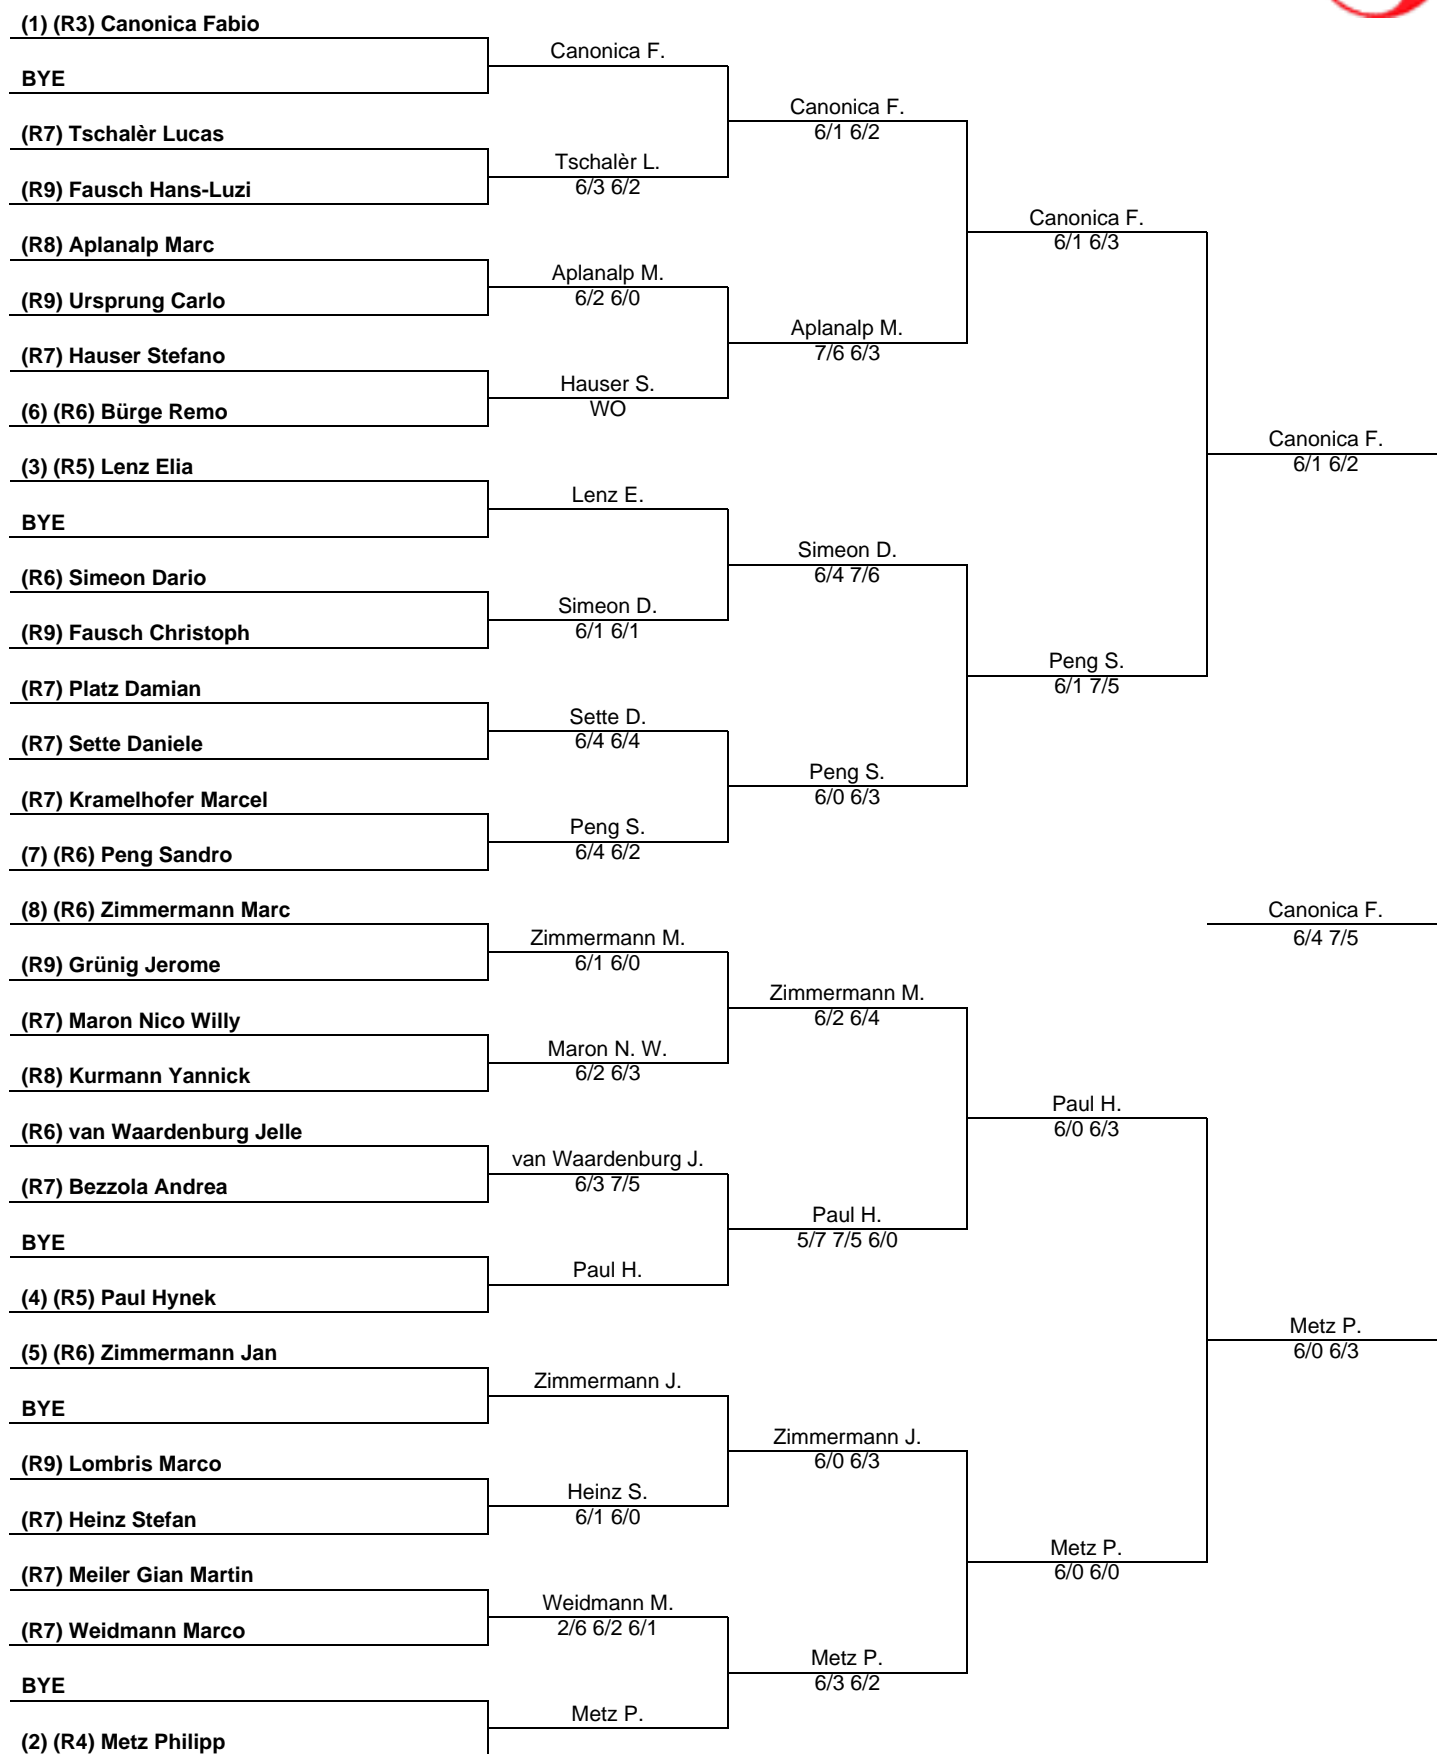 (1) (R3) Canonica Fabio
BYE
(R7) Tschalèr Lucas
(R9) Fausch Hans-Luzi
(R8) Aplanalp Marc
(R9) Ursprung Carlo
(R7) Hauser Stefano
(6) (R6) Bürge Remo
(3) (R5) Lenz Elia
BYE
(R6) Simeon Dario
(R9) Fausch Christoph
(R7) Platz Damian
(R7) Sette Daniele
(R7) Kramelhofer Marcel
(7) (R6) Peng Sandro
(8) (R6) Zimmermann Marc
(R9) Grünig Jerome
(R7) Maron Nico Willy
(R8) Kurmann Yannick
(R6) van Waardenburg Jelle
(R7) Bezzola Andrea
BYE
(4) (R5) Paul Hynek
(5) (R6) Zimmermann Jan
BYE
(R9) Lombris Marco
(R7) Heinz Stefan
(R7) Meiler Gian Martin
(R7) Weidmann Marco
BYE
(2) (R4) Metz Philipp
Canonica F.
Tschalèr L.
6/3 6/2
Aplanalp M.
6/2 6/0
Hauser S.
WO
Lenz E.
Simeon D.
6/1 6/1
Sette D.
6/4 6/4
Peng S.
6/4 6/2
Zimmermann M.
6/1 6/0
Maron N. W.
6/2 6/3
van Waardenburg J.
6/3 7/5
Paul H.
Zimmermann J.
Heinz S.
6/1 6/0
Weidmann M.
2/6 6/2 6/1
Metz P.
Canonica F.
6/1 6/2
Aplanalp M.
7/6 6/3
Simeon D.
6/4 7/6
Peng S.
6/0 6/3
Zimmermann M.
6/2 6/4
Paul H.
5/7 7/5 6/0
Zimmermann J.
6/0 6/3
Metz P.
6/3 6/2
Canonica F.
6/1 6/3
Peng S.
6/1 7/5
Paul H.
6/0 6/3
Metz P.
6/0 6/0
Canonica F.
6/1 6/2
Canonica F.
6/4 7/5
Metz P.
6/0 6/3